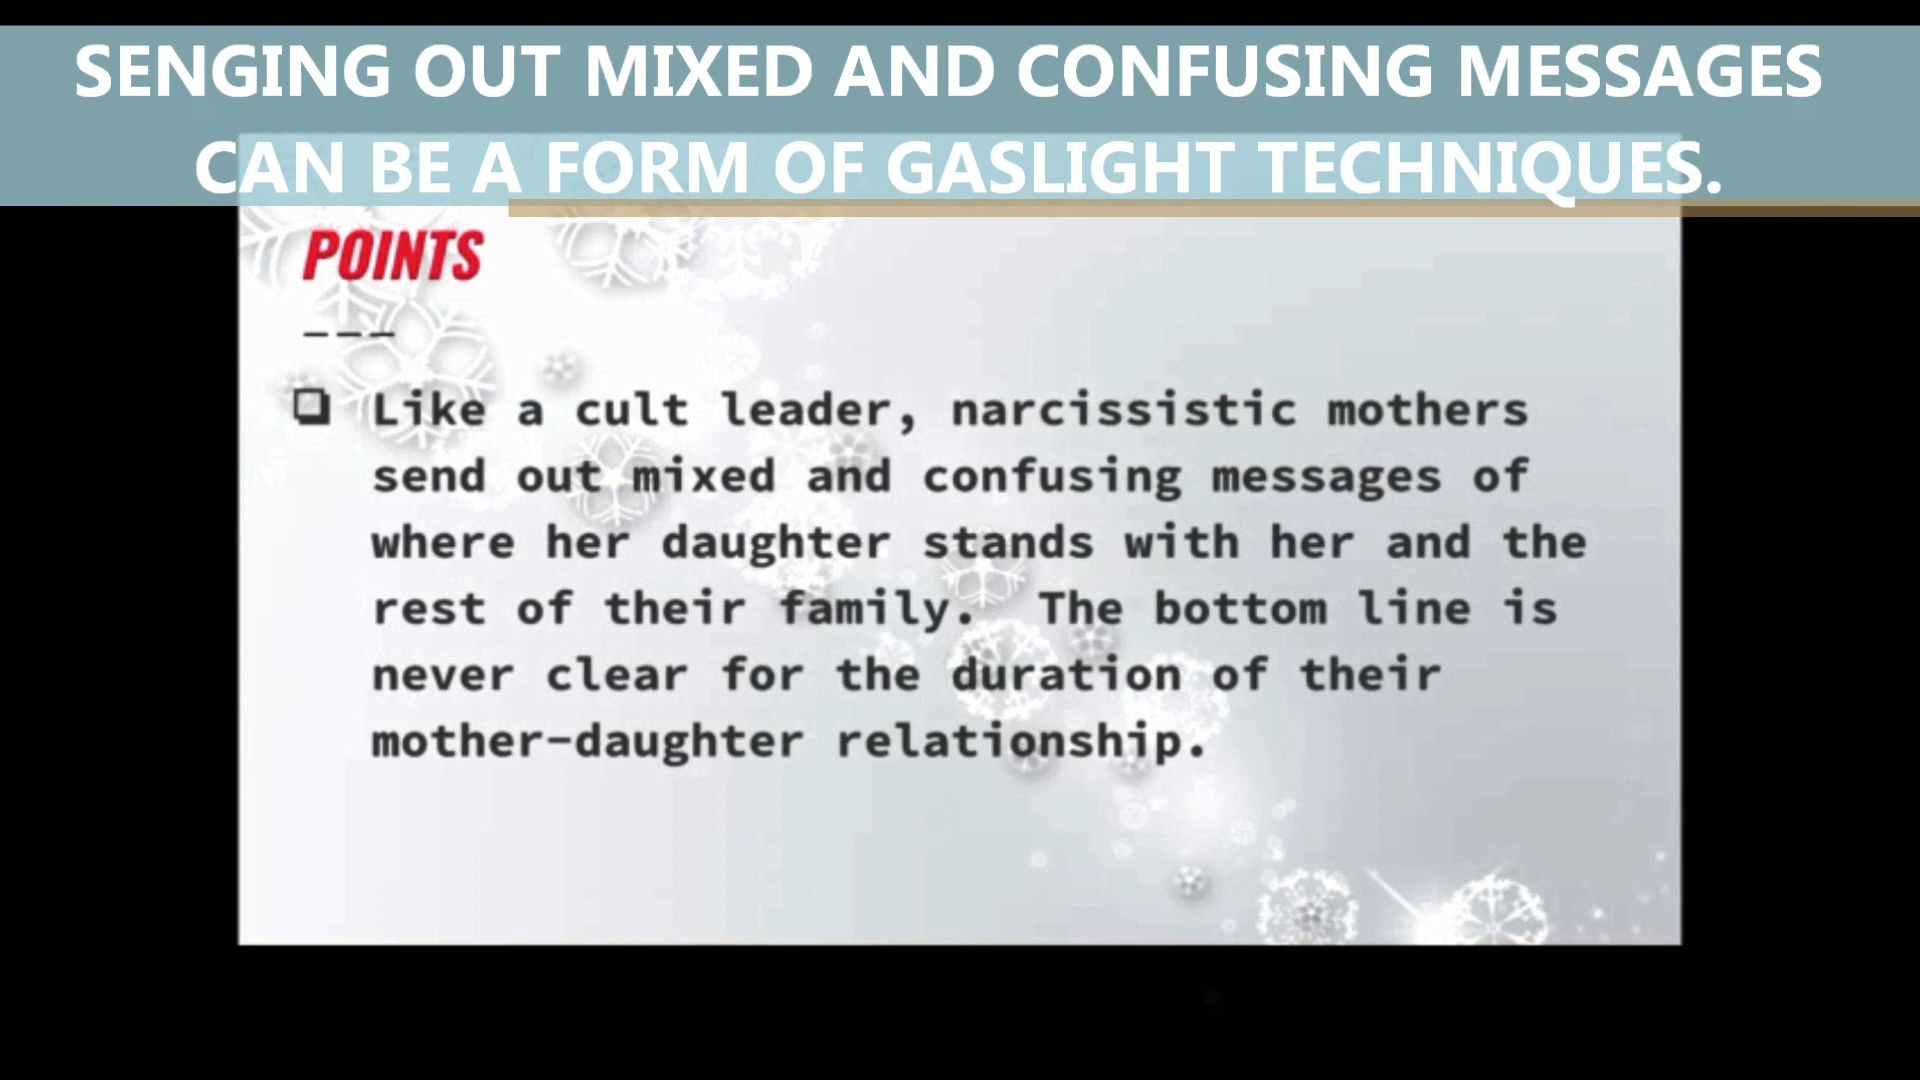 SENGING OUT MIXED AND CONFUSING MESSAGES
CAN BE A FORM OF GASLIGHT TECHNIQUES.
POINTS
---
❏ Like a cult leader, narcissistic mothers
send out mixed and confusing messages of
where her daughter stands with her and the
rest of their family.  The bottom line is
never clear for the duration of their
mother-daughter relationship.